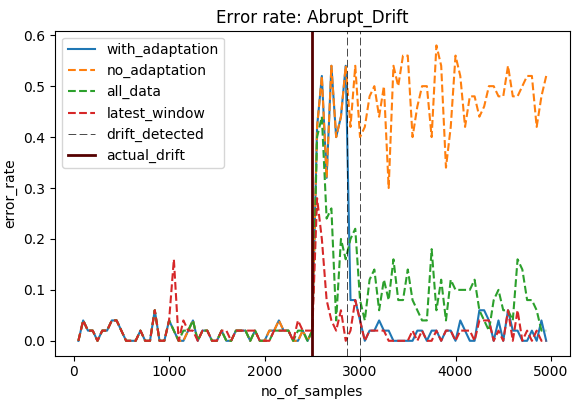 Error rate: Abrupt_Drift
0.6
0.5
0.4
0.3
0.2
0.1
0.0
error_rate
with_adaptation
no_adaptation
all_data
latest_window
drift_detected
actual_drift
0
1000
2000
3000
4000
5000
no_of_samples